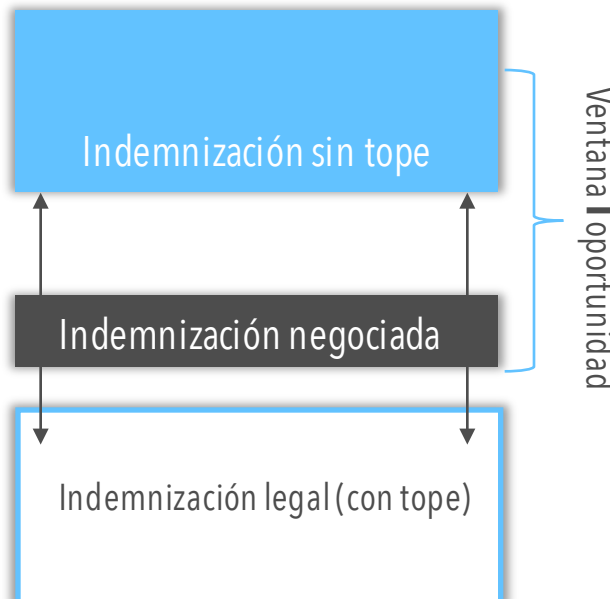 Indemnización sin tope
Indemnización negociada
Indemnización legal (con tope)
Ventana I oportunidad